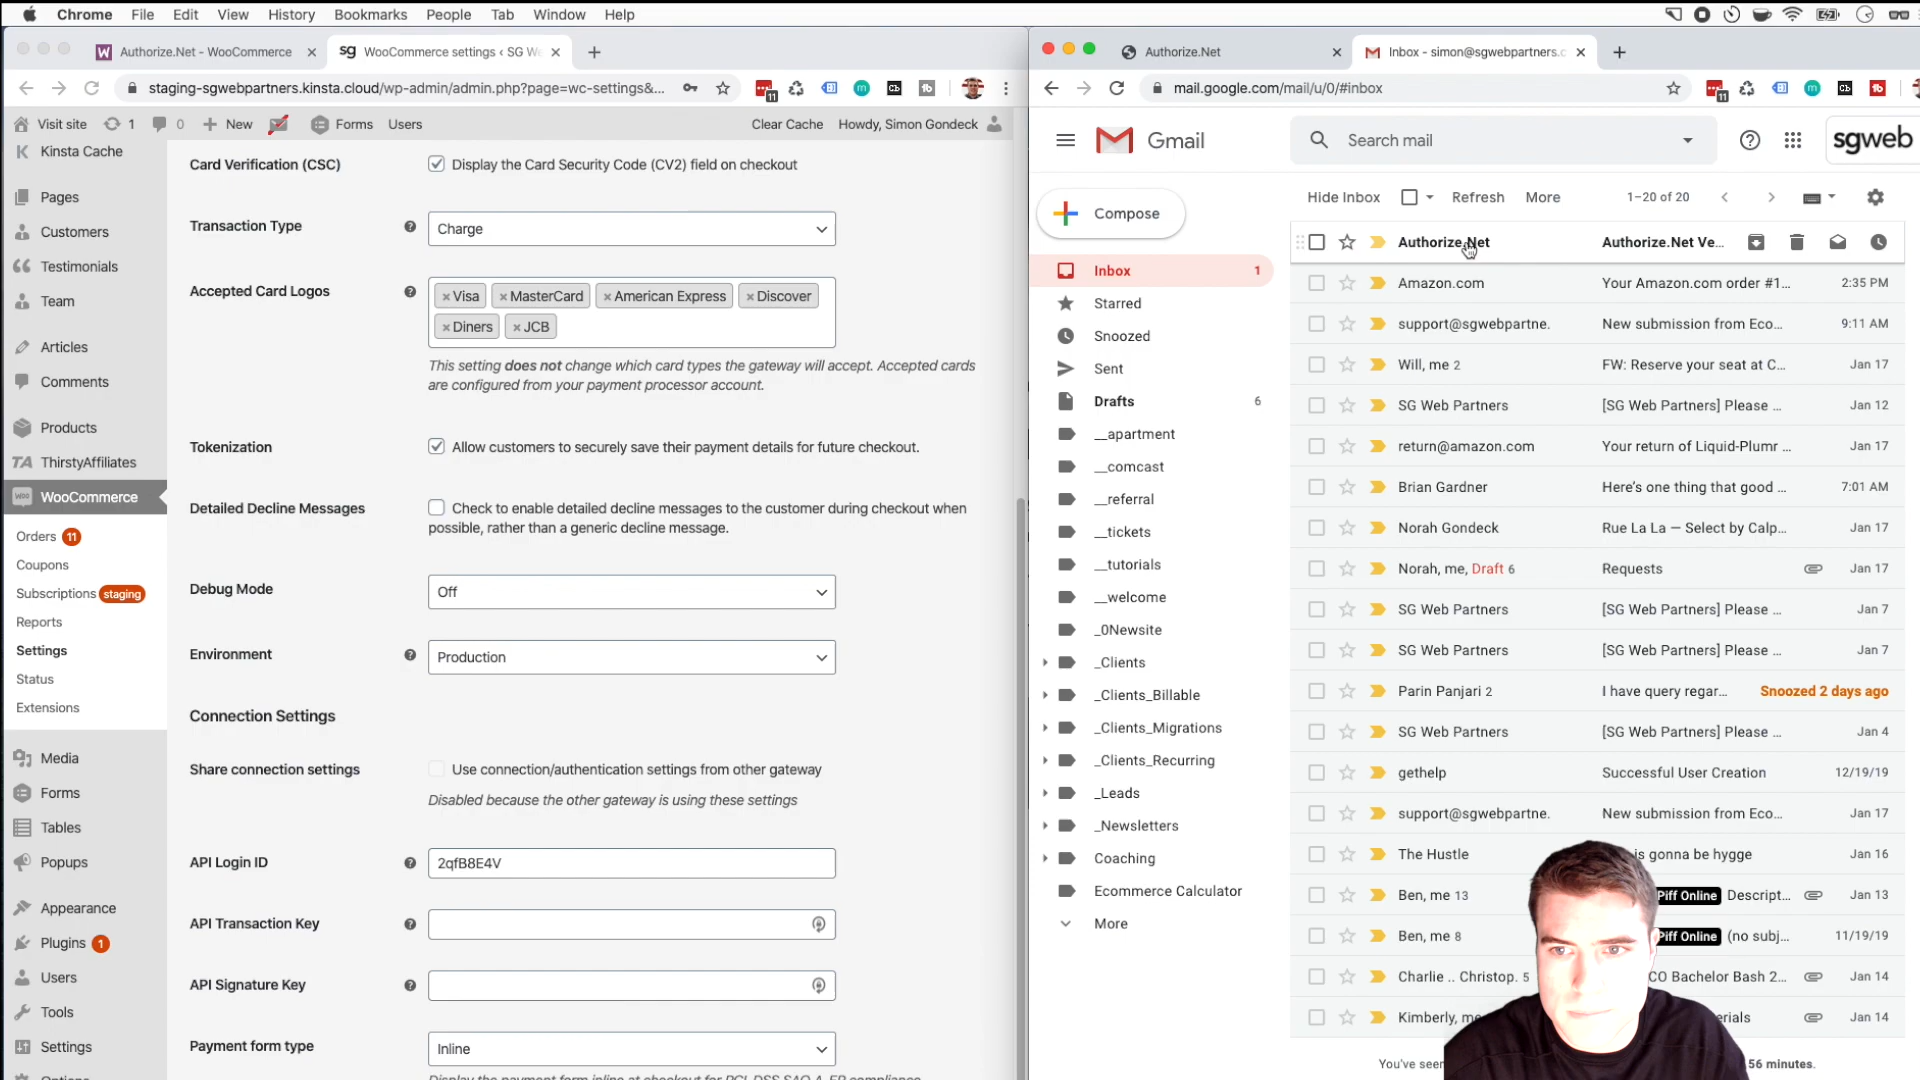 Chrome File Edit View History Bookmarks People Tab Window Help
Authorize.Net - WooCommerce
sg WooCommerce settings ‹ SG We
staging-sgwebpartners.kinsta.cloud/wp-admin/admin.php?page=wc-settings&...
11
Visit site 1 0 New Forms Users Clear Cache Howdy, Simon Gondeck
Kinsta Cache
Pages
Customers
Testimonials
Team
Articles
Comments
Products
TA ThirstyAffiliates
WooCommerce
Orders 11
Coupons
Subscriptions staging
Reports
Settings
Status
Extensions
Media
Forms
Tables
Popups
Appearance
Plugins 1
Users
Tools
Settings
Card Verification (CSC) Display the Card Security Code (CV2) field on checkout
Transaction Type Charge
Accepted Card Logos ×Visa ×MasterCard ×American Express ×Discover
×Diners ×JCB
This setting does not change which card types the gateway will accept. Accepted cards
are configured from your payment processor account.
Tokenization Allow customers to securely save their payment details for future checkout.
Detailed Decline Messages Check to enable detailed decline messages to the customer during checkout when
possible, rather than a generic decline message.
Debug Mode Off
Environment Production
Connection Settings
Share connection settings Use connection/authentication settings from other gateway
Disabled because the other gateway is using these settings
API Login ID 2qfB8E4V
API Transaction Key
API Signature Key
Payment form type Inline
Authorize.Net
Inbox - simon@sgwebpartners.c
mail.google.com/mail/u/0/#inbox
11
Gmail Search mail sgweb
Compose
Inbox 1
Starred
Snoozed
Sent
Drafts 6
__apartment
__comcast
__referral
__tickets
__tutorials
__welcome
_0Newsite
_Clients
_Clients_Billable
_Clients_Migrations
_Clients_Recurring
_Leads
_Newsletters
Coaching
Ecommerce Calculator
More
Hide Inbox Refresh More 1–20 of 20
Authorize.Net Authorize.Net Ve...
Amazon.com Your Amazon.com order #1... 2:35 PM
support@sgwebpartne. New submission from Eco... 9:11 AM
Will, me 2 FW: Reserve your seat at C... Jan 17
SG Web Partners [SG Web Partners] Please ... Jan 12
return@amazon.com Your return of Liquid-Plumr ... Jan 17
Brian Gardner Here's one thing that good ... 7:01 AM
Norah Gondeck Rue La La — Select by Calp... Jan 17
Norah, me, Draft 6 Requests Jan 17
SG Web Partners [SG Web Partners] Please ... Jan 7
SG Web Partners [SG Web Partners] Please ... Jan 7
Parin Panjari 2 I have query regar... Snoozed 2 days ago
SG Web Partners [SG Web Partners] Please ... Jan 4
gethelp Successful User Creation 12/19/19
support@sgwebpartne. New submission from Eco... Jan 17
The Hustle is gonna be hygge Jan 16
Ben, me 13 Piff Online Descript... Jan 13
Ben, me 8 Piff Online (no subj... 11/19/19
Charlie .. Christop. 5 CO Bachelor Bash 2... Jan 14
Kimberly, me erials Jan 14
You've seen 56 minutes.